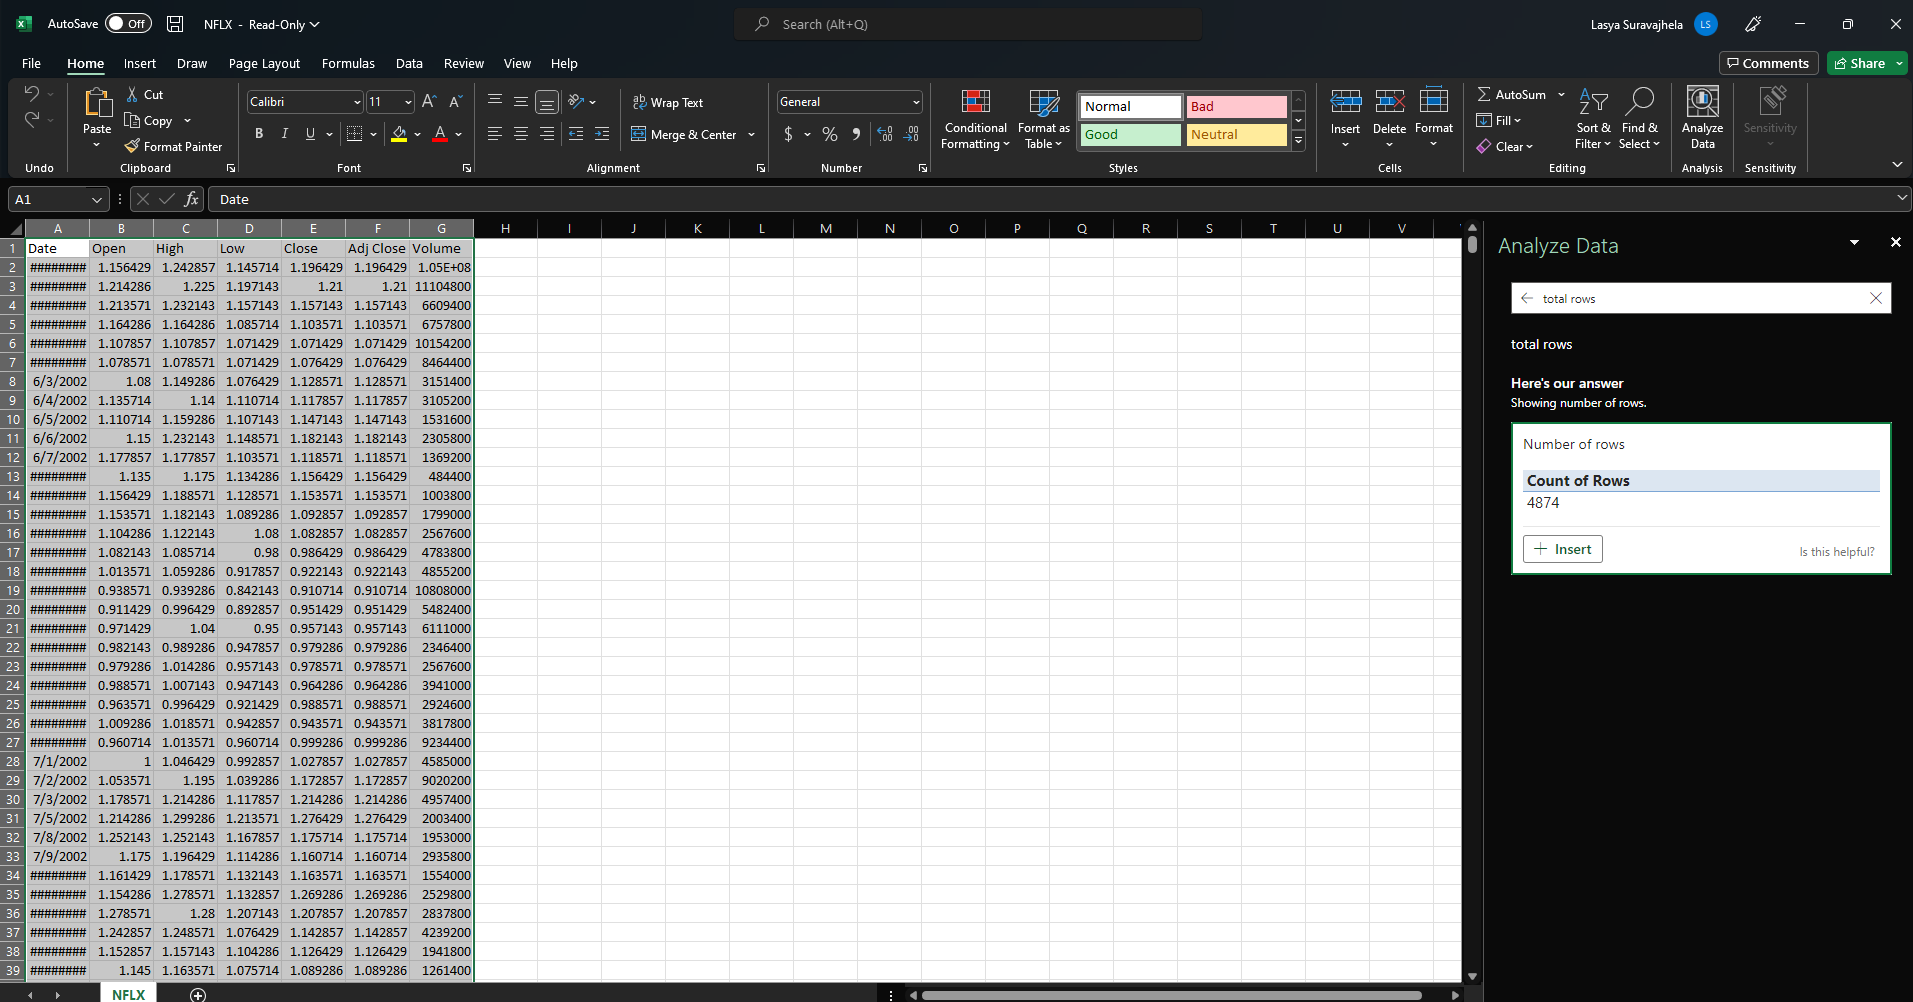 AutoSave Off NFLX - Read-Only Search (Alt+Q) Lasya Suravajhela LS
File Home Insert Draw Page Layout Formulas Data Review View Help Comments Share
Paste Cut Copy Format Painter
Calibri 11
B I U A
Wrap Text
Merge & Center
General
$ % 9
Conditional Formatting
Format as Table
Normal Bad
Good Neutral
Insert Delete Format
AutoSum
Fill
Clear
Sort & Filter
Find & Select
Analyze Data
Sensitivity
Undo Clipboard Font Alignment Number Styles Cells Editing Analysis Sensitivity
A1 fx Date
A B C D E F G H I J K L M N O P Q R S T U V
1 Date Open High Low Close Adj Close Volume
2 ######## 1.156429 1.242857 1.145714 1.196429 1.196429 1.05E+08
3 ######## 1.214286 1.225 1.197143 1.21 1.21 11104800
4 ######## 1.213571 1.232143 1.157143 1.157143 1.157143 6609400
5 ######## 1.164286 1.164286 1.085714 1.103571 1.103571 6757800
6 ######## 1.107857 1.107857 1.071429 1.071429 1.071429 10154200
7 ######## 1.078571 1.078571 1.071429 1.076429 1.076429 8464400
8 6/3/2002 1.08 1.149286 1.076429 1.128571 1.128571 3151400
9 6/4/2002 1.135714 1.14 1.110714 1.117857 1.117857 3105200
10 6/5/2002 1.110714 1.159286 1.107143 1.147143 1.147143 1531600
11 6/6/2002 1.15 1.232143 1.148571 1.182143 1.182143 2305800
12 6/7/2002 1.177857 1.177857 1.103571 1.118571 1.118571 1369200
13 ######## 1.135 1.175 1.134286 1.156429 1.156429 484400
14 ######## 1.156429 1.188571 1.128571 1.153571 1.153571 1003800
15 ######## 1.153571 1.182143 1.089286 1.092857 1.092857 1799000
16 ######## 1.104286 1.122143 1.08 1.082857 1.082857 2567600
17 ######## 1.082143 1.085714 0.98 0.986429 0.986429 4783800
18 ######## 1.013571 1.059286 0.917857 0.922143 0.922143 4855200
19 ######## 0.938571 0.939286 0.842143 0.910714 0.910714 10808000
20 ######## 0.911429 0.996429 0.892857 0.951429 0.951429 5482400
21 ######## 0.971429 1.04 0.95 0.957143 0.957143 6111000
22 ######## 0.982143 0.989286 0.947857 0.979286 0.979286 2346400
23 ######## 0.979286 1.014286 0.957143 0.978571 0.978571 2567600
24 ######## 0.988571 1.007143 0.947143 0.964286 0.964286 3941000
25 ######## 0.963571 0.996429 0.921429 0.988571 0.988571 2924600
26 ######## 1.009286 1.018571 0.942857 0.943571 0.943571 3817800
27 ######## 0.960714 1.013571 0.960714 0.999286 0.999286 9234400
28 7/1/2002 1 1.046429 0.992857 1.027857 1.027857 4585000
29 7/2/2002 1.053571 1.195 1.039286 1.172857 1.172857 9020200
30 7/3/2002 1.178571 1.214286 1.117857 1.214286 1.214286 4957400
31 7/5/2002 1.214286 1.299286 1.213571 1.276429 1.276429 2003400
32 7/8/2002 1.252143 1.252143 1.167857 1.175714 1.175714 1953000
33 7/9/2002 1.175 1.196429 1.114286 1.160714 1.160714 2935800
34 ######## 1.161429 1.178571 1.132143 1.163571 1.163571 1554000
35 ######## 1.154286 1.278571 1.132857 1.269286 1.269286 2529800
36 ######## 1.278571 1.28 1.207143 1.207857 1.207857 2837800
37 ######## 1.242857 1.248571 1.076429 1.142857 1.142857 4239200
38 ######## 1.152857 1.157143 1.104286 1.126429 1.126429 1941800
39 ######## 1.145 1.163571 1.075714 1.089286 1.089286 1261400
NFLX
Analyze Data
total rows
total rows
Here's our answer
Showing number of rows.
Number of rows
Count of Rows
4874
Insert
Is this helpful?